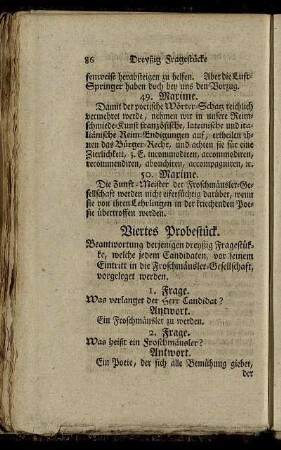 86 Dreyßig Fragestücke
senweise herabsteigen zu helfen. Aber die Luft-
Springer haben doch bey uns den Vorzug.
49. Maxime.
Damit der poetische Wörter-Schatz reichlich
vermehret werde, nehmen wir in unsere Reim-
schmiede-Kunst französische, lateinische und ita-
liänische Reim-Endigungen auf; ertheilen ih-
nen das Bürger-Recht, und achten sie für eine
Zierlichkeit, z. E. incommodiren, accommodiren,
recommendiren, abouchiren, accompagniren, ꝛc.
50. Maxime.
Die Zunft-Meister der Froschmäusler-Ge-
sellschaft werden nicht eifersüchtig darüber, wenn
sie von ihren Lehrlingen in der kriechenden Poe-
sie übertroffen werden.
Viertes Probestück.
Beantwortung derjenigen dreyßig Fragestük-
ke, welche jedem Candidaten, vor seinem
Eintritt in die Froschmäusler-Gesellschaft,
vorgeleget werden.
1. Frage.
Was verlanget der Herr Candidat?
Antwort.
Ein Froschmäusler zu werden.
2. Frage.
Was heißt ein Froschmäusler?
Antwort.
Ein Poete, der sich alle Bemühung giebet,
der